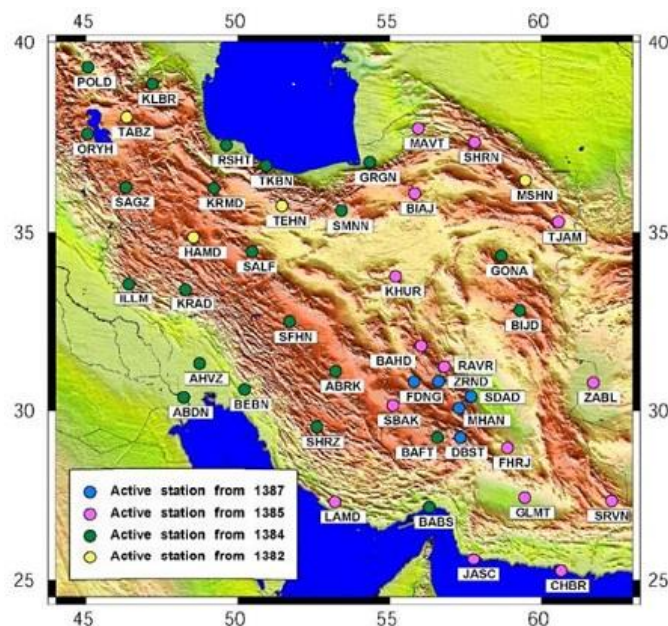 45 50 55 60
40 40
POLD
KLBR
TABZ
MAVT
ORYH
SHRN
RSHT
TKBN
GRGN
MSHN
SAGZ
KRMD
BIAJ
TEHN
SMNN
35 35
TJAM
HAMD
SALF
GONA
ILLM
KRAD
KHUR
SFHN
BIJD
BAHD
RAVR
AHVZ
ABRK
FDNG
ZRND
ZABL
ABDN
BEBN
SDAD
30 30
SBAK
MHAN
SHRZ
BAFT
DBST
FHRJ
Active station from 1387
Active station from 1385
Active station from 1384
Active station from 1382
LAMD
BABS
GLMT
SRVN
JASC
CHBR
25 25
45 50 55 60